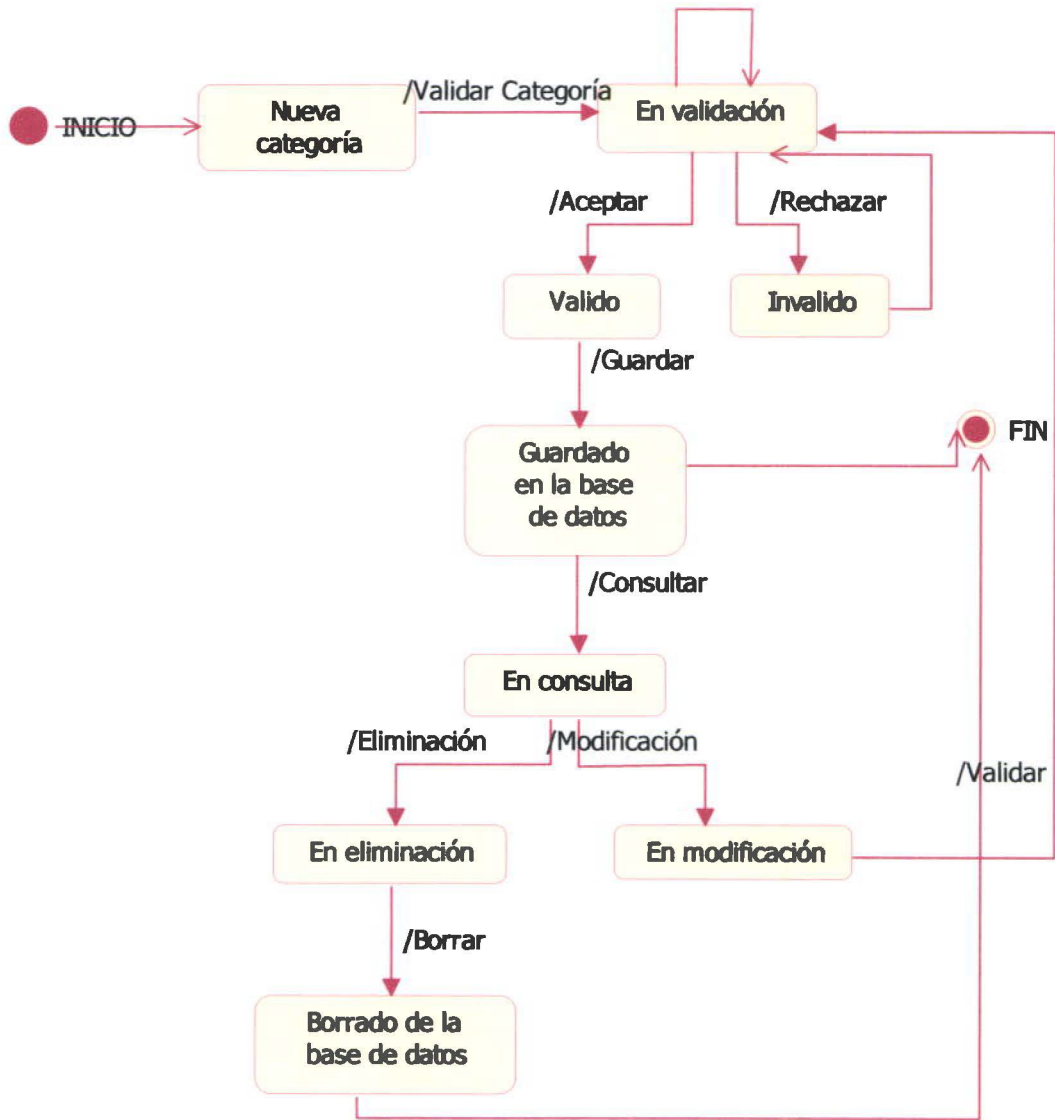 /Validar Categoría
INICIO
Nueva
categoría
En validación
/Aceptar
/Rechazar
Valido
Invalido
/Guardar
Guardado
en la base
de datos
FIN
/Consultar
En consulta
/Eliminación
/Modificación
/Validar
En eliminación
En modificación
/Borrar
Borrado de la
base de datos